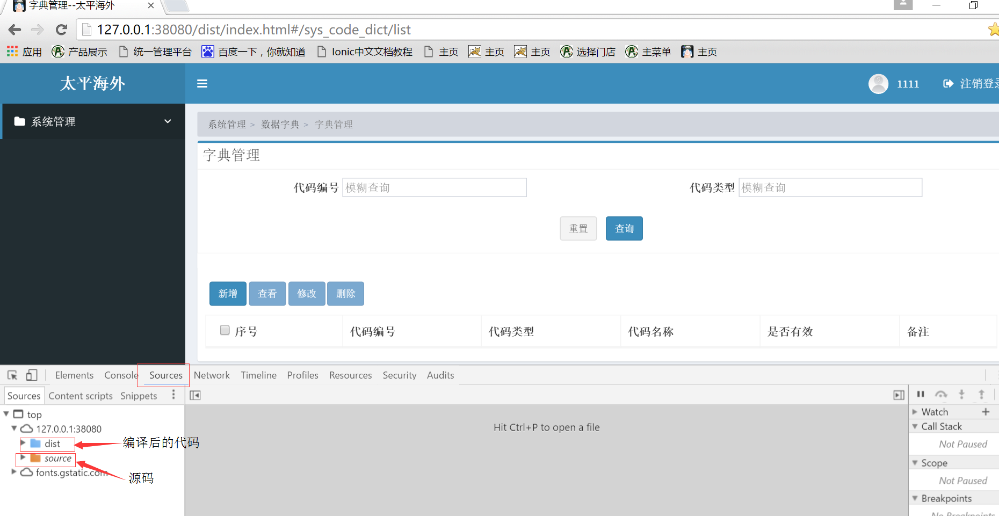 字典管理--太平海外
127.0.0.1:38080/dist/index.html#/sys_code_dict/list
应用 产品展示 统一管理平台 百度一下，你就知道 Ionic中文文档教程 主页 主页 主页 选择门店 主菜单 主页
太平海外 1111 注销登录
系统管理
系统管理 > 数据字典 > 字典管理
字典管理
代码编号 模糊查询 代码类型 模糊查询
重置 查询
新增 查看 修改 删除
序号 代码编号 代码类型 代码名称 是否有效 备注
Elements Console Sources Network Timeline Profiles Resources Security Audits
Sources Content scripts Snippets
top
127.0.0.1:38080
dist
编译后的代码
source
源码
fonts.gstatic.com
Hit Ctrl+P to open a file
Watch
Call Stack
Not Paused
Scope
Not Paused
Breakpoints
No Breakpoints